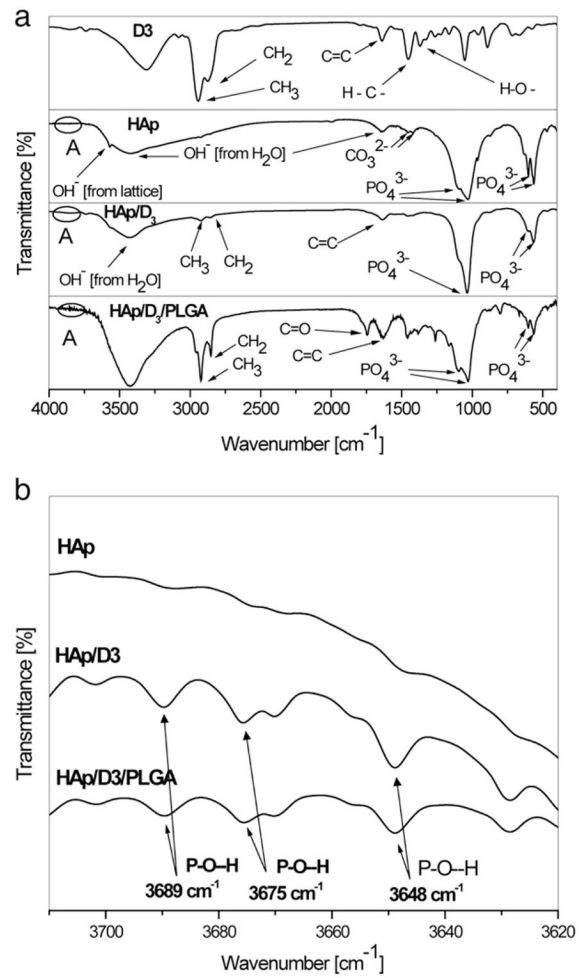 a
D3
CH2
CH3
C=C
H - C -
H-O -
HAp
A
OH- [from lattice]
OH- [from H2O]
CO3 2-
PO4 3-
PO4 3-
HAp/D3
A
OH- [from H2O]
CH3
CH2
C=C
PO4 3-
PO4 3-
HAp/D3/PLGA
A
CH2
CH3
C=O
C=C
PO4 3-
PO4 3-
Transmittance [%]
4000 3500 3000 2500 2000 1500 1000 500
Wavenumber [cm-1]
b
HAp
HAp/D3
HAp/D3/PLGA
P-O--H
3689 cm-1
P-O--H
3675 cm-1
P-O--H
3648 cm-1
Transmittance [%]
3700 3680 3660 3640 3620
Wavenumber [cm-1]